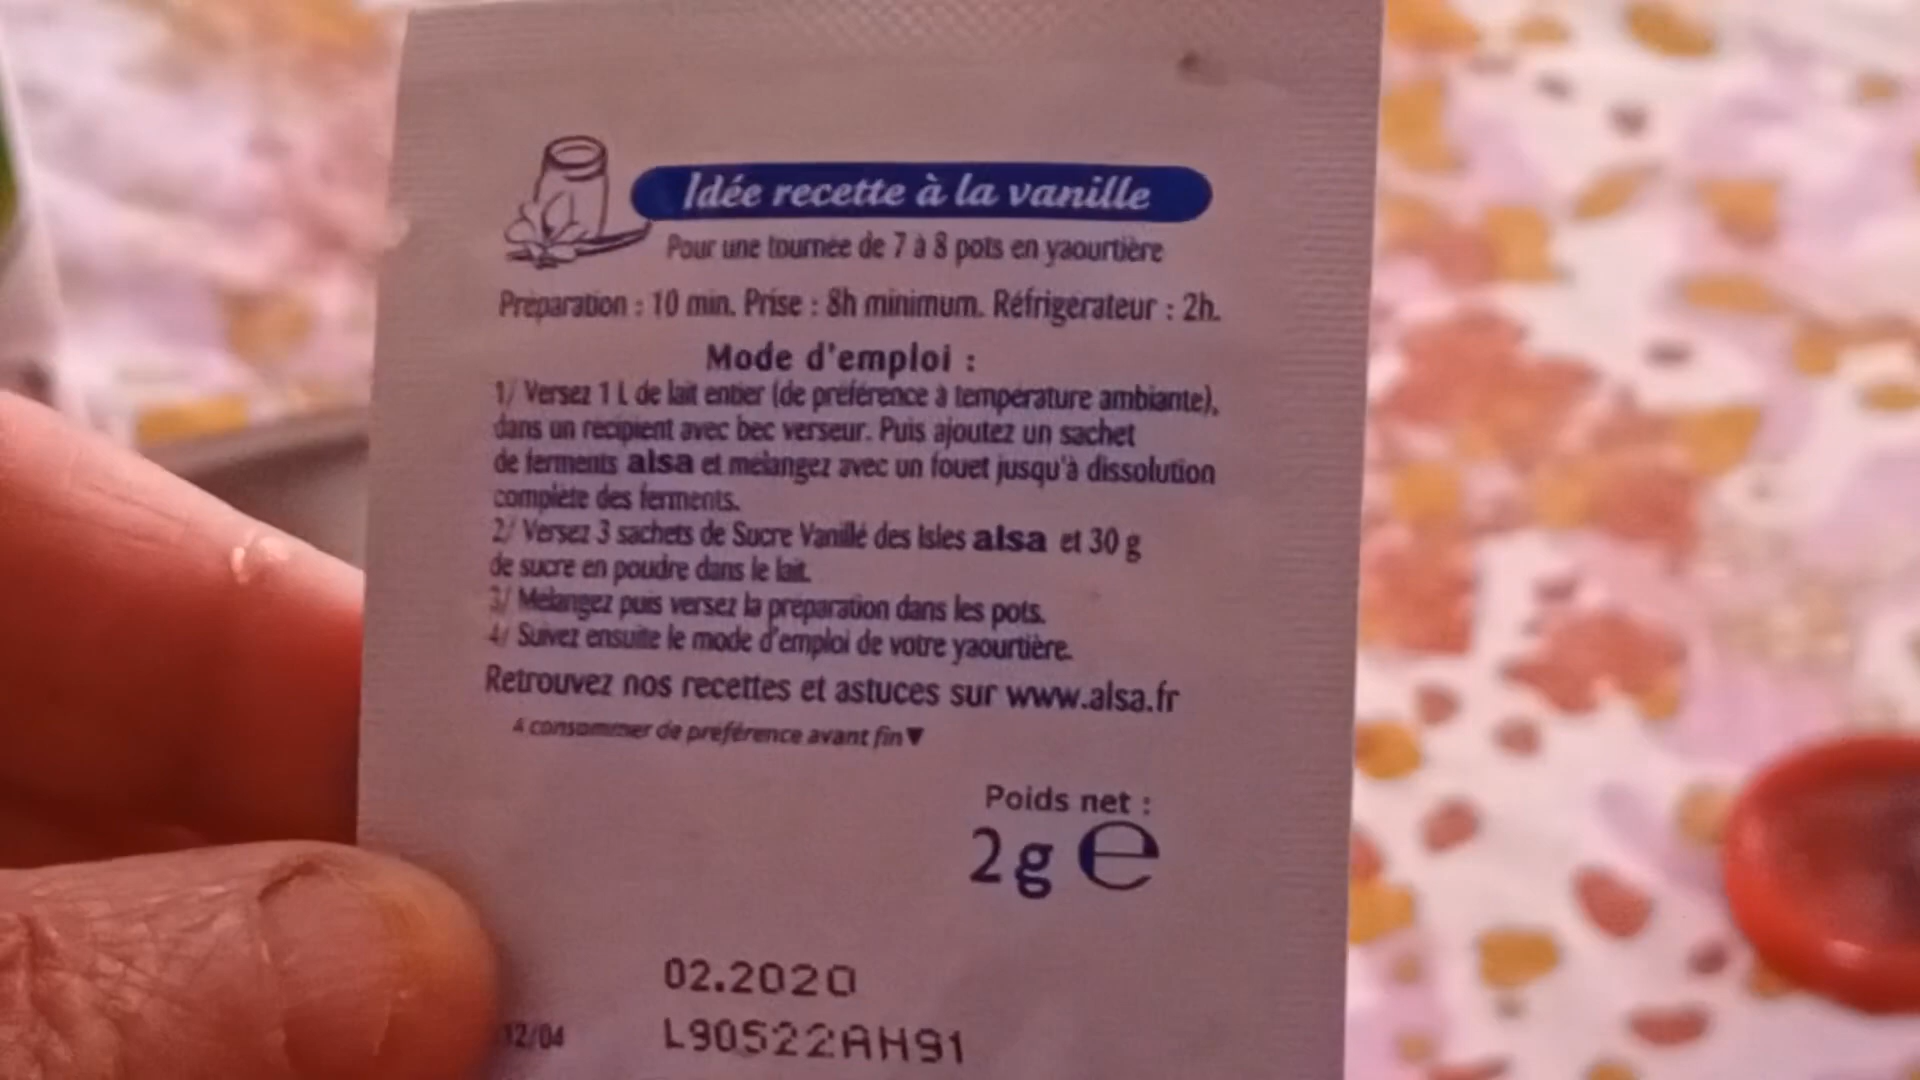 Idée recette à la vanille
Pour une tournée de 7 à 8 pots en yaourtière
Préparation : 10 min. Prise : 8h minimum. Réfrigérateur : 2h.
Mode d'emploi :
1/ Versez 1 L de lait entier (de préférence à température ambiante),
dans un récipient avec bec verseur. Puis ajoutez un sachet
de ferments alsa et mélangez avec un fouet jusqu'à dissolution
complète des ferments.
2/ Versez 3 sachets de Sucre Vanillé des Isles alsa et 30 g
de sucre en poudre dans le lait.
3/ Mélangez puis versez la préparation dans les pots.
4/ Suivez ensuite le mode d'emploi de votre yaourtière.
Retrouvez nos recettes et astuces sur www.alsa.fr
A consommer de préférence avant fin▼
Poids net :
2g ℮
02.2020
12/04 L90522AH91